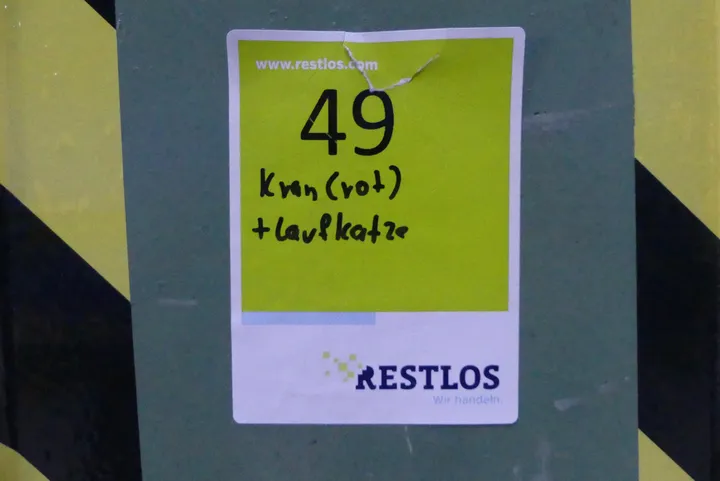 www.restlos.com
49
Kran (rot)
+ Laufkatze
RESTLOS
Wir handeln.